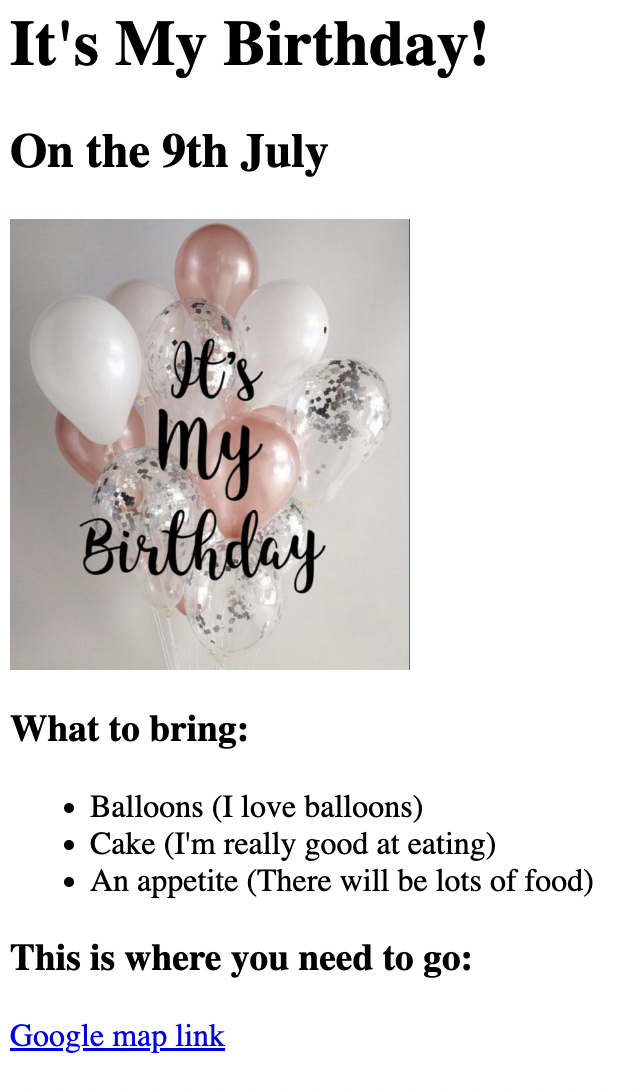 It's My Birthday!
On the 9th July
It's
My
Birthday
What to bring:
Balloons (I love balloons)
Cake (I'm really good at eating)
An appetite (There will be lots of food)
This is where you need to go:
Google map link